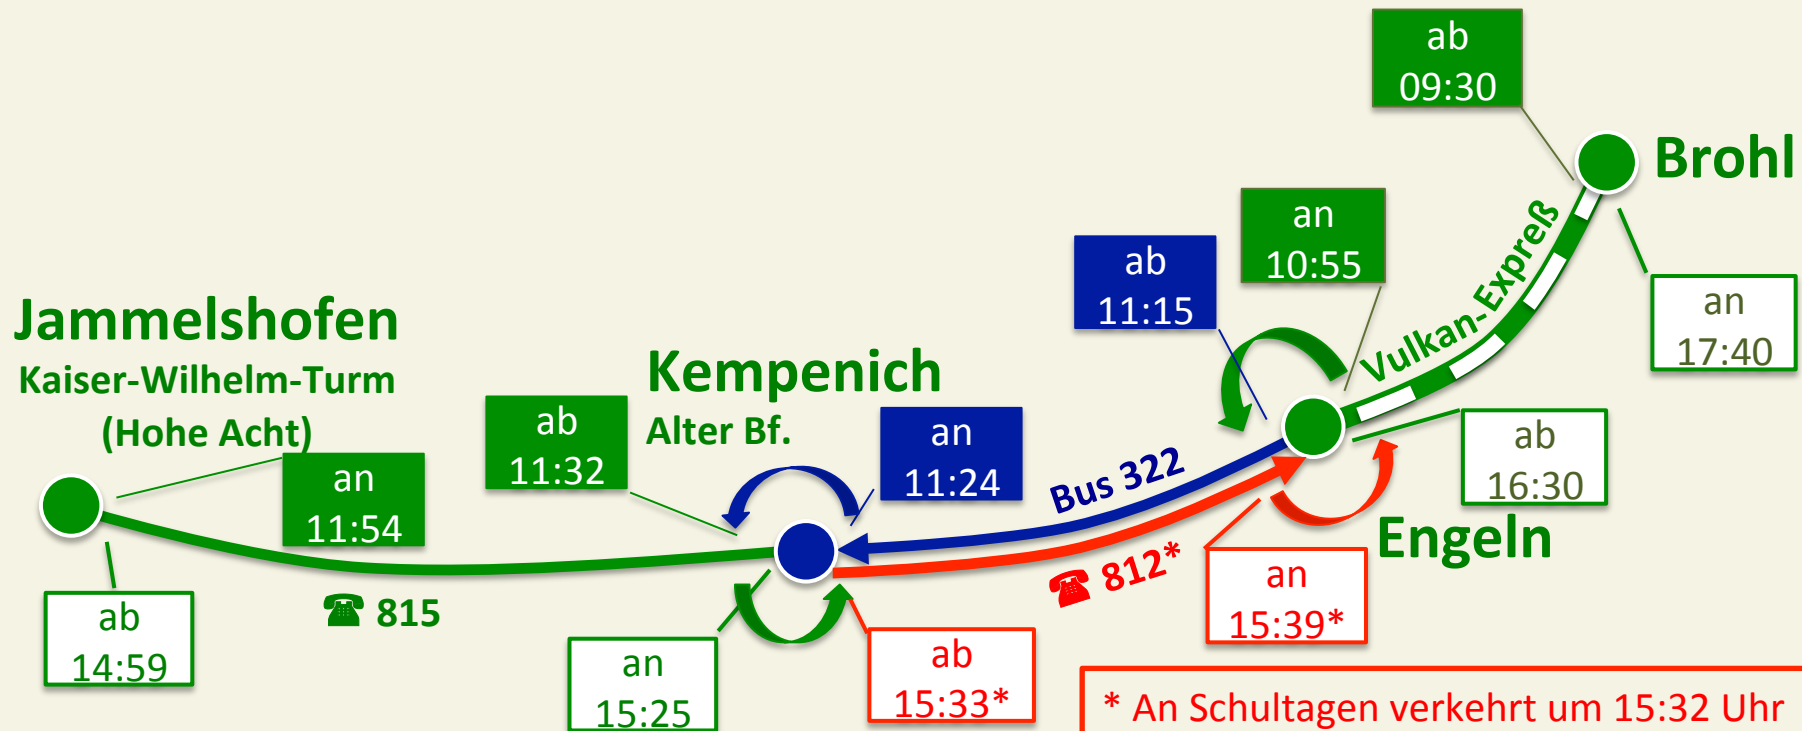 ab
09:30
Brohl
an
10:55
Vulkan-Expreß
ab
11:15
an
17:40
Jammelshofen
Kaiser-Wilhelm-Turm
(Hohe Acht)
Kempenich
Alter Bf.
ab
11:32
an
11:24
Bus 322
ab
16:30
an
11:54
Engeln
☎ 812*
an
15:39*
☎ 815
ab
14:59
an
15:25
ab
15:33*
* An Schultagen verkehrt um 15:32 Uhr